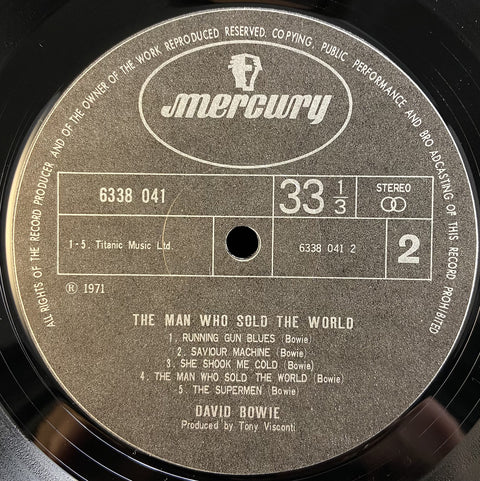 ALL RIGHTS OF THE RECORD PRODUCER AND OF THE OWNER OF THE WORK REPRODUCED RESERVED. COPYING, PUBLIC PERFORMANCE AND BROADCASTING OF THIS RECORD PROHIBITED
mercury
6338 041
33 1/3
STEREO
1-5. Titanic Music Ltd.
6338 041 2
2
Ⓡ 1971
THE MAN WHO SOLD THE WORLD
1. RUNNING GUN BLUES (Bowie)
2. SAVIOUR MACHINE (Bowie)
3. SHE SHOOK ME COLD (Bowie)
4. THE MAN WHO SOLD THE WORLD (Bowie)
5. THE SUPERMEN (Bowie)
DAVID BOWIE
Produced by Tony Visconti